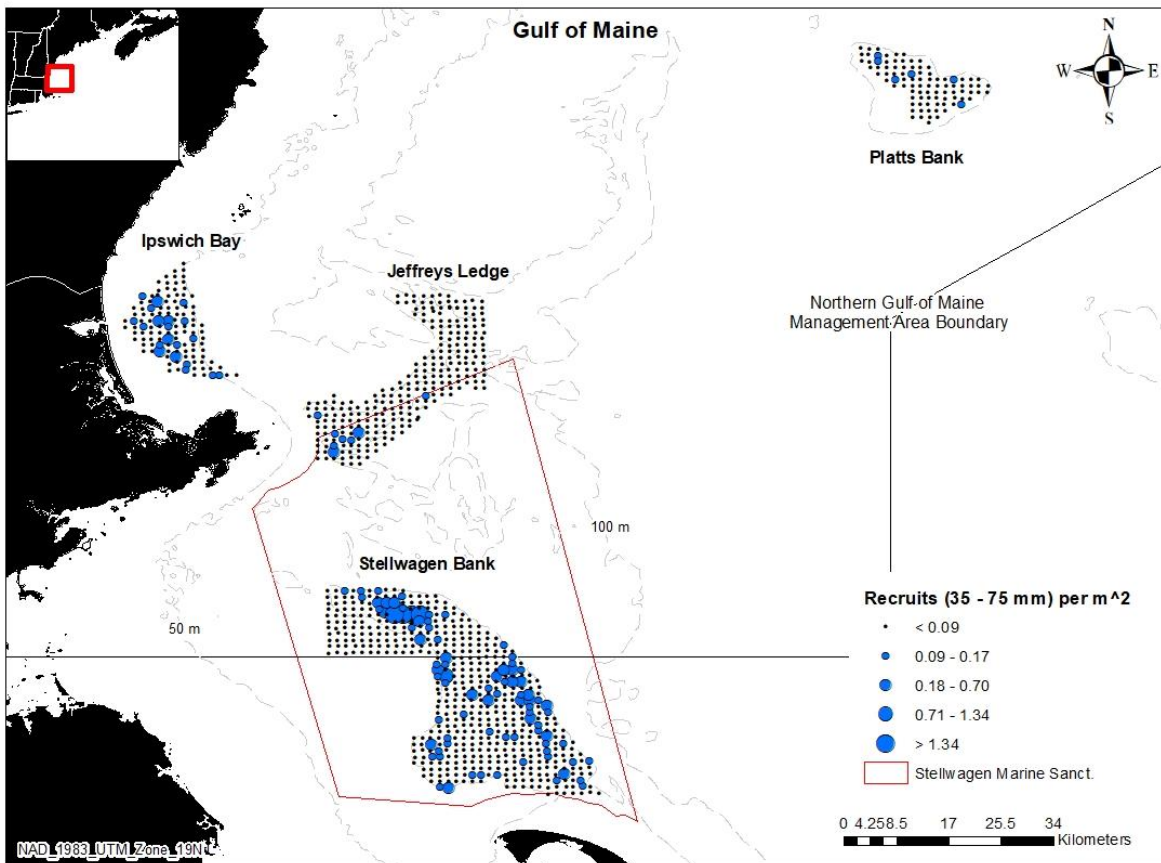 Gulf of Maine
N
W E
S
Platts Bank
Ipswich Bay
Jeffreys Ledge
Northern Gulf of Maine
Management Area Boundary
100 m
Stellwagen Bank
50 m
Recruits (35 - 75 mm) per m^2
< 0.09
0.09 - 0.17
0.18 - 0.70
0.71 - 1.34
> 1.34
Stellwagen Marine Sanct.
0 4.258.5 17 25.5 34
Kilometers
NAD_1983_UTM_Zone_19N